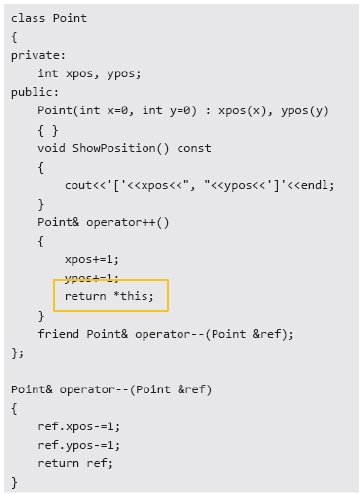 class Point
{
private:
    int xpos, ypos;
public:
    Point(int x=0, int y=0) : xpos(x), ypos(y)
    { }
    void ShowPosition() const
    {
        cout<<'['<<xpos<<", "<<ypos<<']'<<endl;
    }
    Point& operator++()
    {
        xpos+=1;
        ypos+=1;
        return *this;
    }
    friend Point& operator--(Point &ref);
};

Point& operator--(Point &ref)
{
    ref.xpos-=1;
    ref.ypos-=1;
    return ref;
}